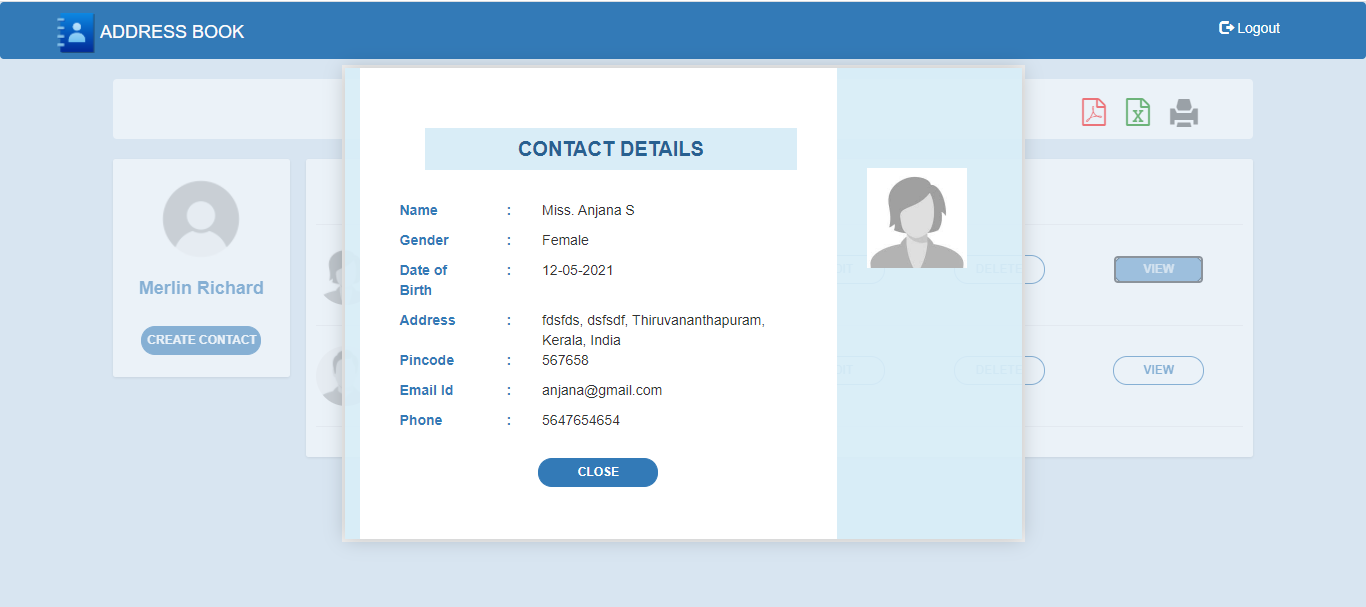 ADDRESS BOOK
Logout
CONTACT DETAILS
Name : Miss. Anjana S
Gender : Female
Date of : 12-05-2021
Birth
Address : fdsfds, dsfsdf, Thiruvananthapuram,
Kerala, India
Pincode : 567658
Email Id : anjana@gmail.com
Phone : 5647654654
CLOSE
Merlin Richard
CREATE CONTACT
DELETE
VIEW
DELETE
VIEW